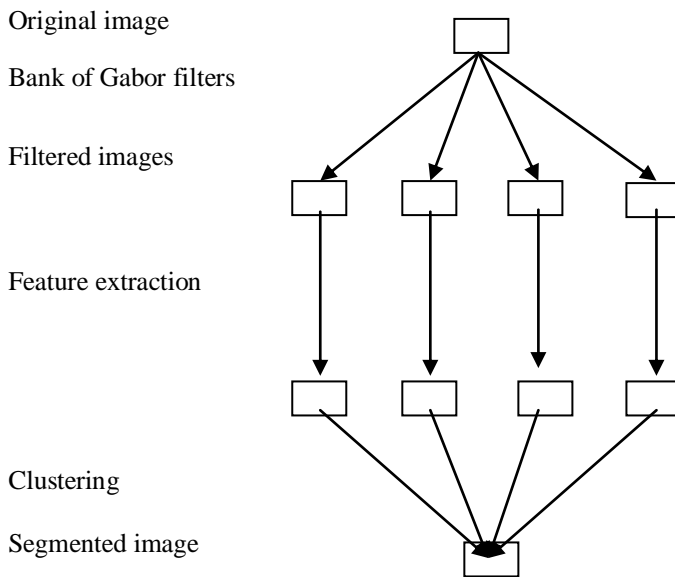 Original image
Bank of Gabor filters
Filtered images
Feature extraction
Clustering
Segmented image